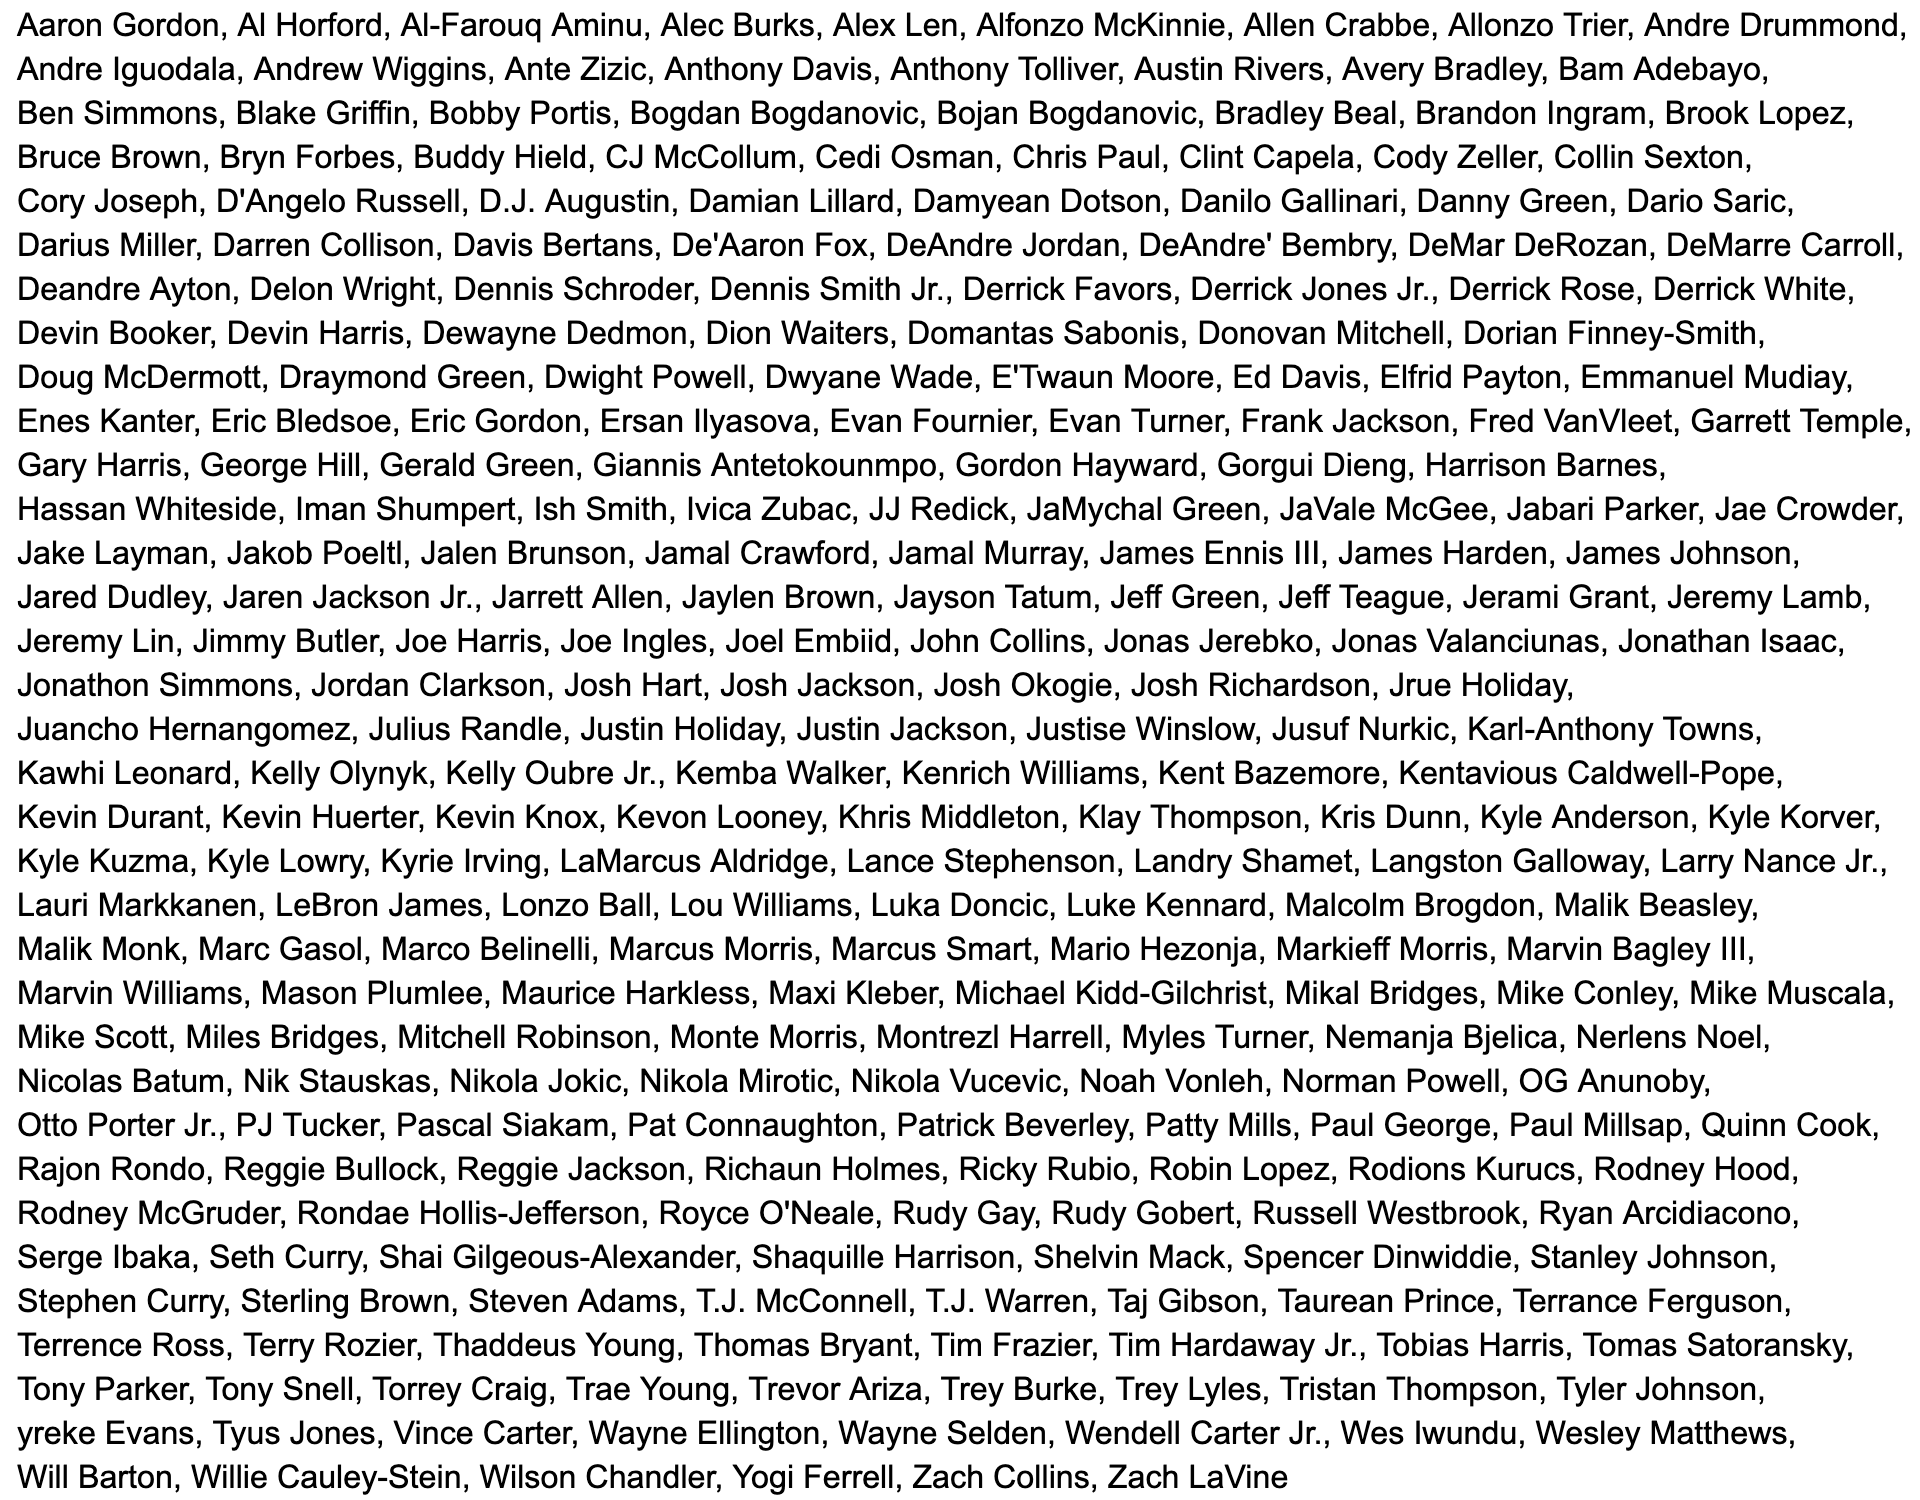 Aaron Gordon, Al Horford, Al-Farouq Aminu, Alec Burks, Alex Len, Alfonzo McKinnie, Allen Crabbe, Allonzo Trier, Andre Drummond,
Andre Iguodala, Andrew Wiggins, Ante Zizic, Anthony Davis, Anthony Tolliver, Austin Rivers, Avery Bradley, Bam Adebayo,
Ben Simmons, Blake Griffin, Bobby Portis, Bogdan Bogdanovic, Bojan Bogdanovic, Bradley Beal, Brandon Ingram, Brook Lopez,
Bruce Brown, Bryn Forbes, Buddy Hield, CJ McCollum, Cedi Osman, Chris Paul, Clint Capela, Cody Zeller, Collin Sexton,
Cory Joseph, D'Angelo Russell, D.J. Augustin, Damian Lillard, Damyean Dotson, Danilo Gallinari, Danny Green, Dario Saric,
Darius Miller, Darren Collison, Davis Bertans, De'Aaron Fox, DeAndre Jordan, DeAndre' Bembry, DeMar DeRozan, DeMarre Carroll,
Deandre Ayton, Delon Wright, Dennis Schroder, Dennis Smith Jr., Derrick Favors, Derrick Jones Jr., Derrick Rose, Derrick White,
Devin Booker, Devin Harris, Dewayne Dedmon, Dion Waiters, Domantas Sabonis, Donovan Mitchell, Dorian Finney-Smith,
Doug McDermott, Draymond Green, Dwight Powell, Dwyane Wade, E'Twaun Moore, Ed Davis, Elfrid Payton, Emmanuel Mudiay,
Enes Kanter, Eric Bledsoe, Eric Gordon, Ersan Ilyasova, Evan Fournier, Evan Turner, Frank Jackson, Fred VanVleet, Garrett Temple,
Gary Harris, George Hill, Gerald Green, Giannis Antetokounmpo, Gordon Hayward, Gorgui Dieng, Harrison Barnes,
Hassan Whiteside, Iman Shumpert, Ish Smith, Ivica Zubac, JJ Redick, JaMychal Green, JaVale McGee, Jabari Parker, Jae Crowder,
Jake Layman, Jakob Poeltl, Jalen Brunson, Jamal Crawford, Jamal Murray, James Ennis III, James Harden, James Johnson,
Jared Dudley, Jaren Jackson Jr., Jarrett Allen, Jaylen Brown, Jayson Tatum, Jeff Green, Jeff Teague, Jerami Grant, Jeremy Lamb,
Jeremy Lin, Jimmy Butler, Joe Harris, Joe Ingles, Joel Embiid, John Collins, Jonas Jerebko, Jonas Valanciunas, Jonathan Isaac,
Jonathon Simmons, Jordan Clarkson, Josh Hart, Josh Jackson, Josh Okogie, Josh Richardson, Jrue Holiday,
Juancho Hernangomez, Julius Randle, Justin Holiday, Justin Jackson, Justise Winslow, Jusuf Nurkic, Karl-Anthony Towns,
Kawhi Leonard, Kelly Olynyk, Kelly Oubre Jr., Kemba Walker, Kenrich Williams, Kent Bazemore, Kentavious Caldwell-Pope,
Kevin Durant, Kevin Huerter, Kevin Knox, Kevon Looney, Khris Middleton, Klay Thompson, Kris Dunn, Kyle Anderson, Kyle Korver,
Kyle Kuzma, Kyle Lowry, Kyrie Irving, LaMarcus Aldridge, Lance Stephenson, Landry Shamet, Langston Galloway, Larry Nance Jr.,
Lauri Markkanen, LeBron James, Lonzo Ball, Lou Williams, Luka Doncic, Luke Kennard, Malcolm Brogdon, Malik Beasley,
Malik Monk, Marc Gasol, Marco Belinelli, Marcus Morris, Marcus Smart, Mario Hezonja, Markieff Morris, Marvin Bagley III,
Marvin Williams, Mason Plumlee, Maurice Harkless, Maxi Kleber, Michael Kidd-Gilchrist, Mikal Bridges, Mike Conley, Mike Muscala,
Mike Scott, Miles Bridges, Mitchell Robinson, Monte Morris, Montrezl Harrell, Myles Turner, Nemanja Bjelica, Nerlens Noel,
Nicolas Batum, Nik Stauskas, Nikola Jokic, Nikola Mirotic, Nikola Vucevic, Noah Vonleh, Norman Powell, OG Anunoby,
Otto Porter Jr., PJ Tucker, Pascal Siakam, Pat Connaughton, Patrick Beverley, Patty Mills, Paul George, Paul Millsap, Quinn Cook,
Rajon Rondo, Reggie Bullock, Reggie Jackson, Richaun Holmes, Ricky Rubio, Robin Lopez, Rodions Kurucs, Rodney Hood,
Rodney McGruder, Rondae Hollis-Jefferson, Royce O'Neale, Rudy Gay, Rudy Gobert, Russell Westbrook, Ryan Arcidiacono,
Serge Ibaka, Seth Curry, Shai Gilgeous-Alexander, Shaquille Harrison, Shelvin Mack, Spencer Dinwiddie, Stanley Johnson,
Stephen Curry, Sterling Brown, Steven Adams, T.J. McConnell, T.J. Warren, Taj Gibson, Taurean Prince, Terrance Ferguson,
Terrence Ross, Terry Rozier, Thaddeus Young, Thomas Bryant, Tim Frazier, Tim Hardaway Jr., Tobias Harris, Tomas Satoransky,
Tony Parker, Tony Snell, Torrey Craig, Trae Young, Trevor Ariza, Trey Burke, Trey Lyles, Tristan Thompson, Tyler Johnson,
yreke Evans, Tyus Jones, Vince Carter, Wayne Ellington, Wayne Selden, Wendell Carter Jr., Wes Iwundu, Wesley Matthews,
Will Barton, Willie Cauley-Stein, Wilson Chandler, Yogi Ferrell, Zach Collins, Zach LaVine